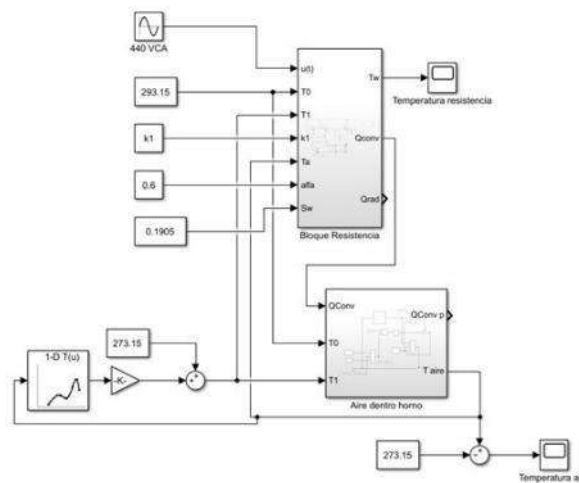 440 VCA
293.15
k1
0.6
0.1905
u(t)
T0
T1
k1
Ta
alfa
Sw
Tw
Qconv
Qrad
Bloque Resistencia
Temperatura resistencia
QConv
T0
T1
QConv p
T aire
Aire dentro horno
1-D T(u)
-K-
273.15
273.15
Temperatura a